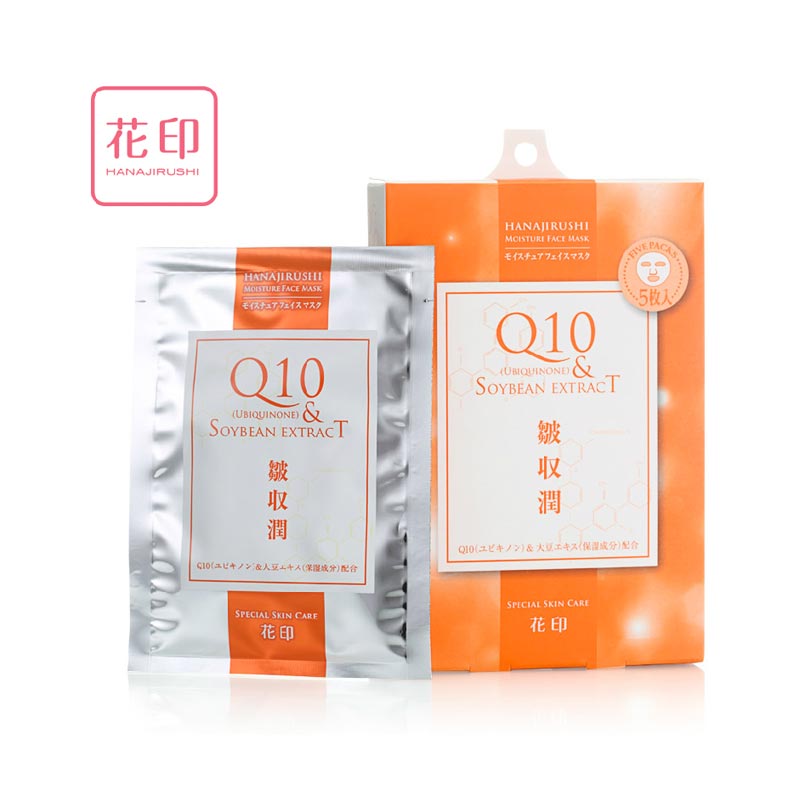 花印
HANAJIRUSHI
HANAJIRUSHI
MOISTURE FACE MASK
モイスチュアフェイスマスク
Q10
(UBIQUINONE) &
SOYBEAN EXTRACT
皺収潤
Q10(ユビキノン)&大豆エキス(保湿成分)配合
SPECIAL SKIN CARE
花印
HANAJIRUSHI
MOISTURE FACE MASK
モイスチュアフェイスマスク
FIVE PACKS
5枚入
Q10
(UBIQUINONE) &
SOYBEAN EXTRACT
皺収潤
Q10(ユビキノン)&大豆エキス(保湿成分)配合
SPECIAL SKIN CARE
花印